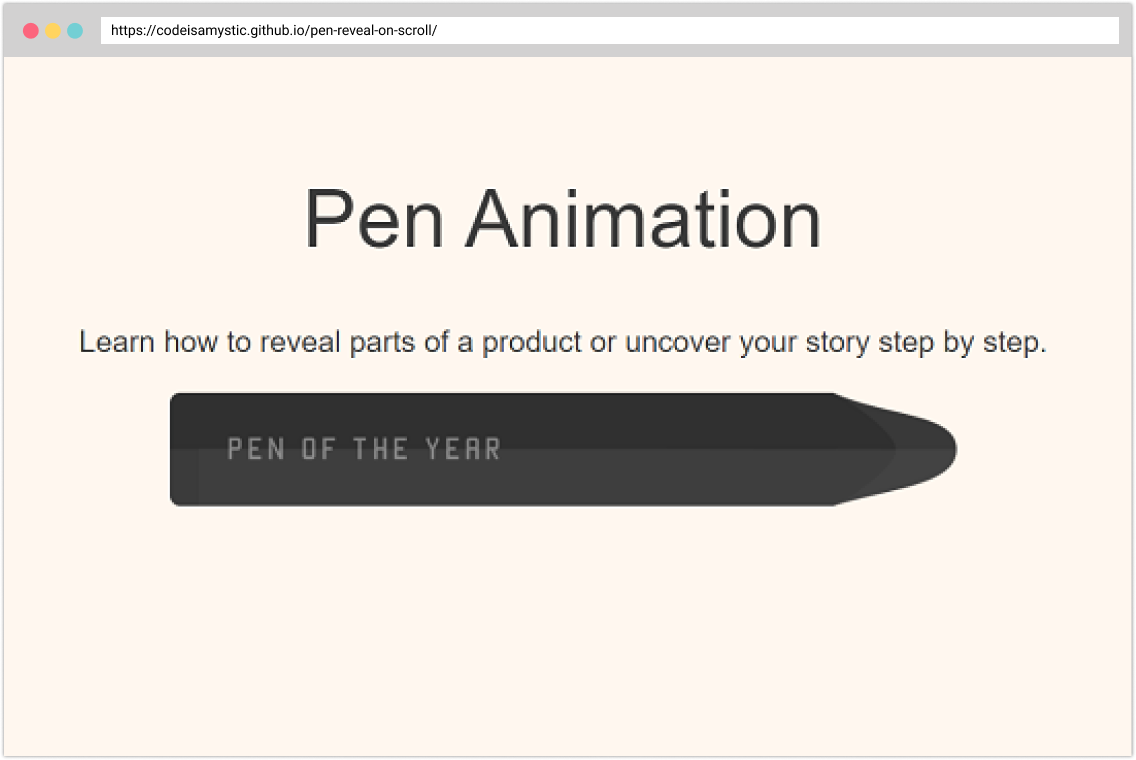 https://codeisamystic.github.io/pen-reveal-on-scroll/
Pen Animation
Learn how to reveal parts of a product or uncover your story step by step.
PEN OF THE YEAR